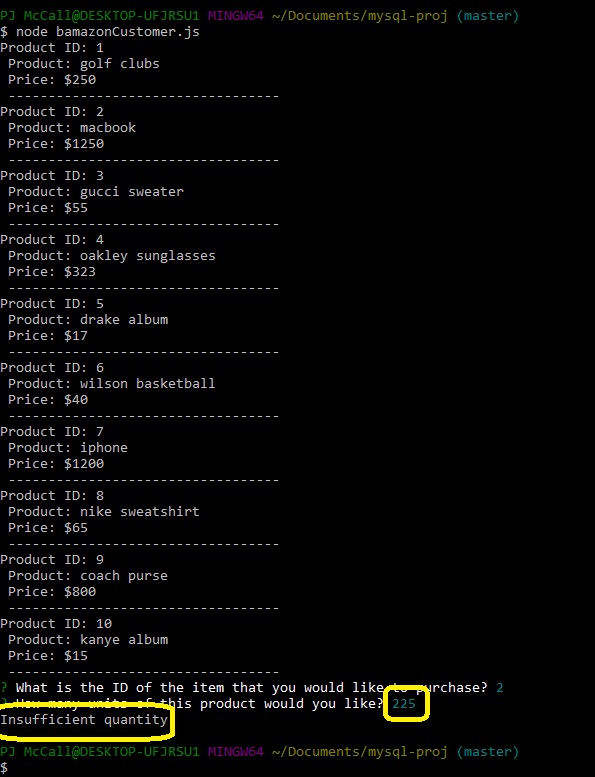 PJ McCall@DESKTOP-UFJRSU1 MINGW64 ~/Documents/mysql-proj (master)
$ node bamazonCustomer.js
Product ID: 1
Product: golf clubs
Price: $250
----------------------------------
Product ID: 2
Product: macbook
Price: $1250
----------------------------------
Product ID: 3
Product: gucci sweater
Price: $55
----------------------------------
Product ID: 4
Product: oakley sunglasses
Price: $323
----------------------------------
Product ID: 5
Product: drake album
Price: $17
----------------------------------
Product ID: 6
Product: wilson basketball
Price: $40
----------------------------------
Product ID: 7
Product: iphone
Price: $1200
----------------------------------
Product ID: 8
Product: nike sweatshirt
Price: $65
----------------------------------
Product ID: 9
Product: coach purse
Price: $800
----------------------------------
Product ID: 10
Product: kanye album
Price: $15
----------------------------------
? What is the ID of the item that you would like to purchase? 2
? How many units of this product would you like? 225
Insufficient quantity
PJ McCall@DESKTOP-UFJRSU1 MINGW64 ~/Documents/mysql-proj (master)
$